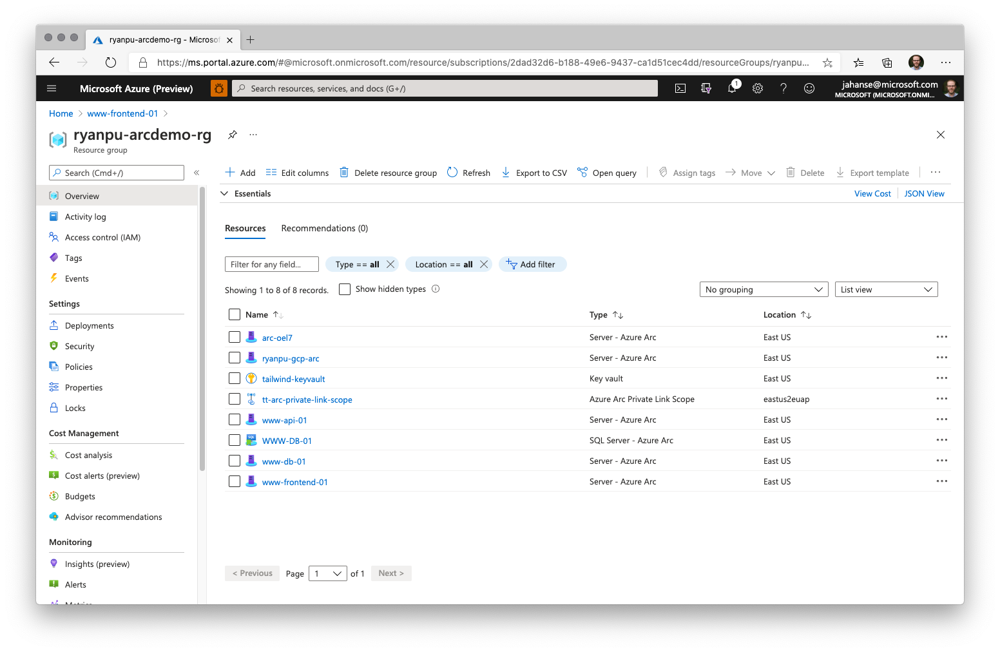 ryanpu-arcdemo-rg - Microsof
https://ms.portal.azure.com/#@microsoft.onmicrosoft.com/resource/subscriptions/2dad32d6-b188-49e6-9437-ca1d51cec4dd/resourceGroups/ryanpu...
Microsoft Azure (Preview)
Search resources, services, and docs (G+/)
1
jahanse@microsoft.com
MICROSOFT (MICROSOFT.ONMI...
Home > www-frontend-01 >
ryanpu-arcdemo-rg
Resource group
Search (Cmd+/)
«
Overview
Activity log
Access control (IAM)
Tags
Events
Settings
Deployments
Security
Policies
Properties
Locks
Cost Management
Cost analysis
Cost alerts (preview)
Budgets
Advisor recommendations
Monitoring
Insights (preview)
Alerts
Metrics
Add Edit columns Delete resource group Refresh Export to CSV Open query Assign tags Move Delete Export template
Essentials View Cost JSON View
Resources Recommendations (0)
Filter for any field... Type == all Location == all Add filter
Showing 1 to 8 of 8 records. Show hidden types No grouping List view
Name Type Location
arc-oel7 Server - Azure Arc East US
ryanpu-gcp-arc Server - Azure Arc East US
tailwind-keyvault Key vault East US
tt-arc-private-link-scope Azure Arc Private Link Scope eastus2euap
www-api-01 Server - Azure Arc East US
SQL WWW-DB-01 SQL Server - Azure Arc East US
www-db-01 Server - Azure Arc East US
www-frontend-01 Server - Azure Arc East US
< Previous Page 1 of 1 Next >